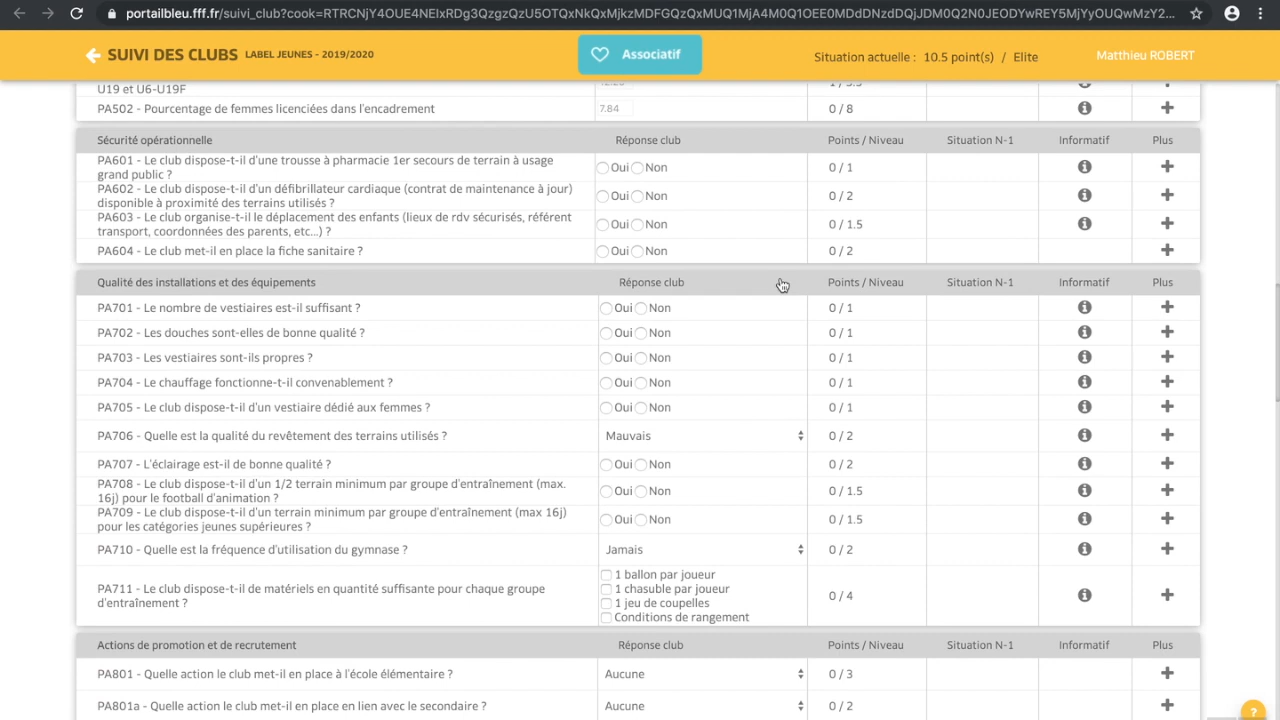 portailbleu.fff.fr/suivi_club?cook=RTRCNjY4OUE4NEIxRDg3QzgzQzU5OTQxNkQxMjkzMDFGQzQxMUQ1MjA4M0Q1OEE0MDdDNzdDQjJDM0Q2N0JEODYwREY5MjYyOUQwMzY2...
SUIVI DES CLUBS LABEL JEUNES - 2019/2020 Associatif Situation actuelle : 10.5 point(s) / Elite Matthieu ROBERT
U19 et U6-U19F
PA502 - Pourcentage de femmes licenciées dans l'encadrement 7.84 0 / 8
Sécurité opérationnelle Réponse club Points / Niveau Situation N-1 Informatif Plus
PA601 - Le club dispose-t-il d'une trousse à pharmacie 1er secours de terrain à usage
grand public ? Oui Non 0 / 1
PA602 - Le club dispose-t-il d'un défibrillateur cardiaque (contrat de maintenance à jour)
disponible à proximité des terrains utilisés ? Oui Non 0 / 2
PA603 - Le club organise-t-il le déplacement des enfants (lieux de rdv sécurisés, référent
transport, coordonnées des parents, etc...) ? Oui Non 0 / 1.5
PA604 - Le club met-il en place la fiche sanitaire ? Oui Non 0 / 2
Qualité des installations et des équipements Réponse club Points / Niveau Situation N-1 Informatif Plus
PA701 - Le nombre de vestiaires est-il suffisant ? Oui Non 0 / 1
PA702 - Les douches sont-elles de bonne qualité ? Oui Non 0 / 1
PA703 - Les vestiaires sont-ils propres ? Oui Non 0 / 1
PA704 - Le chauffage fonctionne-t-il convenablement ? Oui Non 0 / 1
PA705 - Le club dispose-t-il d'un vestiaire dédié aux femmes ? Oui Non 0 / 1
PA706 - Quelle est la qualité du revêtement des terrains utilisés ? Mauvais 0 / 2
PA707 - L'éclairage est-il de bonne qualité ? Oui Non 0 / 2
PA708 - Le club dispose-t-il d'un 1/2 terrain minimum par groupe d'entraînement (max.
16j) pour le football d'animation ? Oui Non 0 / 1.5
PA709 - Le club dispose-t-il d'un terrain minimum par groupe d'entraînement (max 16j)
pour les catégories jeunes supérieures ? Oui Non 0 / 1.5
PA710 - Quelle est la fréquence d'utilisation du gymnase ? Jamais 0 / 2
PA711 - Le club dispose-t-il de matériels en quantité suffisante pour chaque groupe
d'entraînement ? 0 / 4
1 ballon par joueur
1 chasuble par joueur
1 jeu de coupelles
Conditions de rangement
Actions de promotion et de recrutement Réponse club Points / Niveau Situation N-1 Informatif Plus
PA801 - Quelle action le club met-il en place à l'école élémentaire ? Aucune 0 / 3
PA801a - Quelle action le club met-il en place en lien avec le secondaire ? Aucune 0 / 2
?